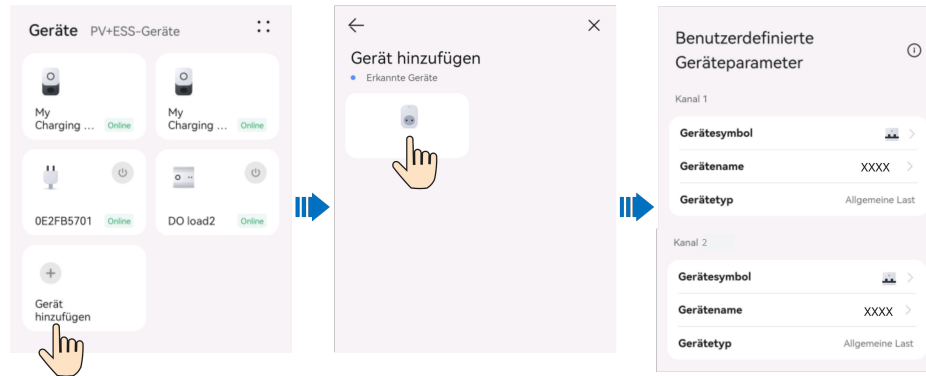 Geräte PV+ESS-Geräte
My
Charging ... Online
My
Charging ... Online
0E2FB5701 Online
DO load2 Online
Gerät
hinzufügen
Gerät hinzufügen
Erkannte Geräte
Benutzerdefinierte
Geräteparameter
Kanal 1
Gerätesymbol
Gerätename XXXX
Gerätetyp Allgemeine Last
Kanal 2
Gerätesymbol
Gerätename XXXX
Gerätetyp Allgemeine Last